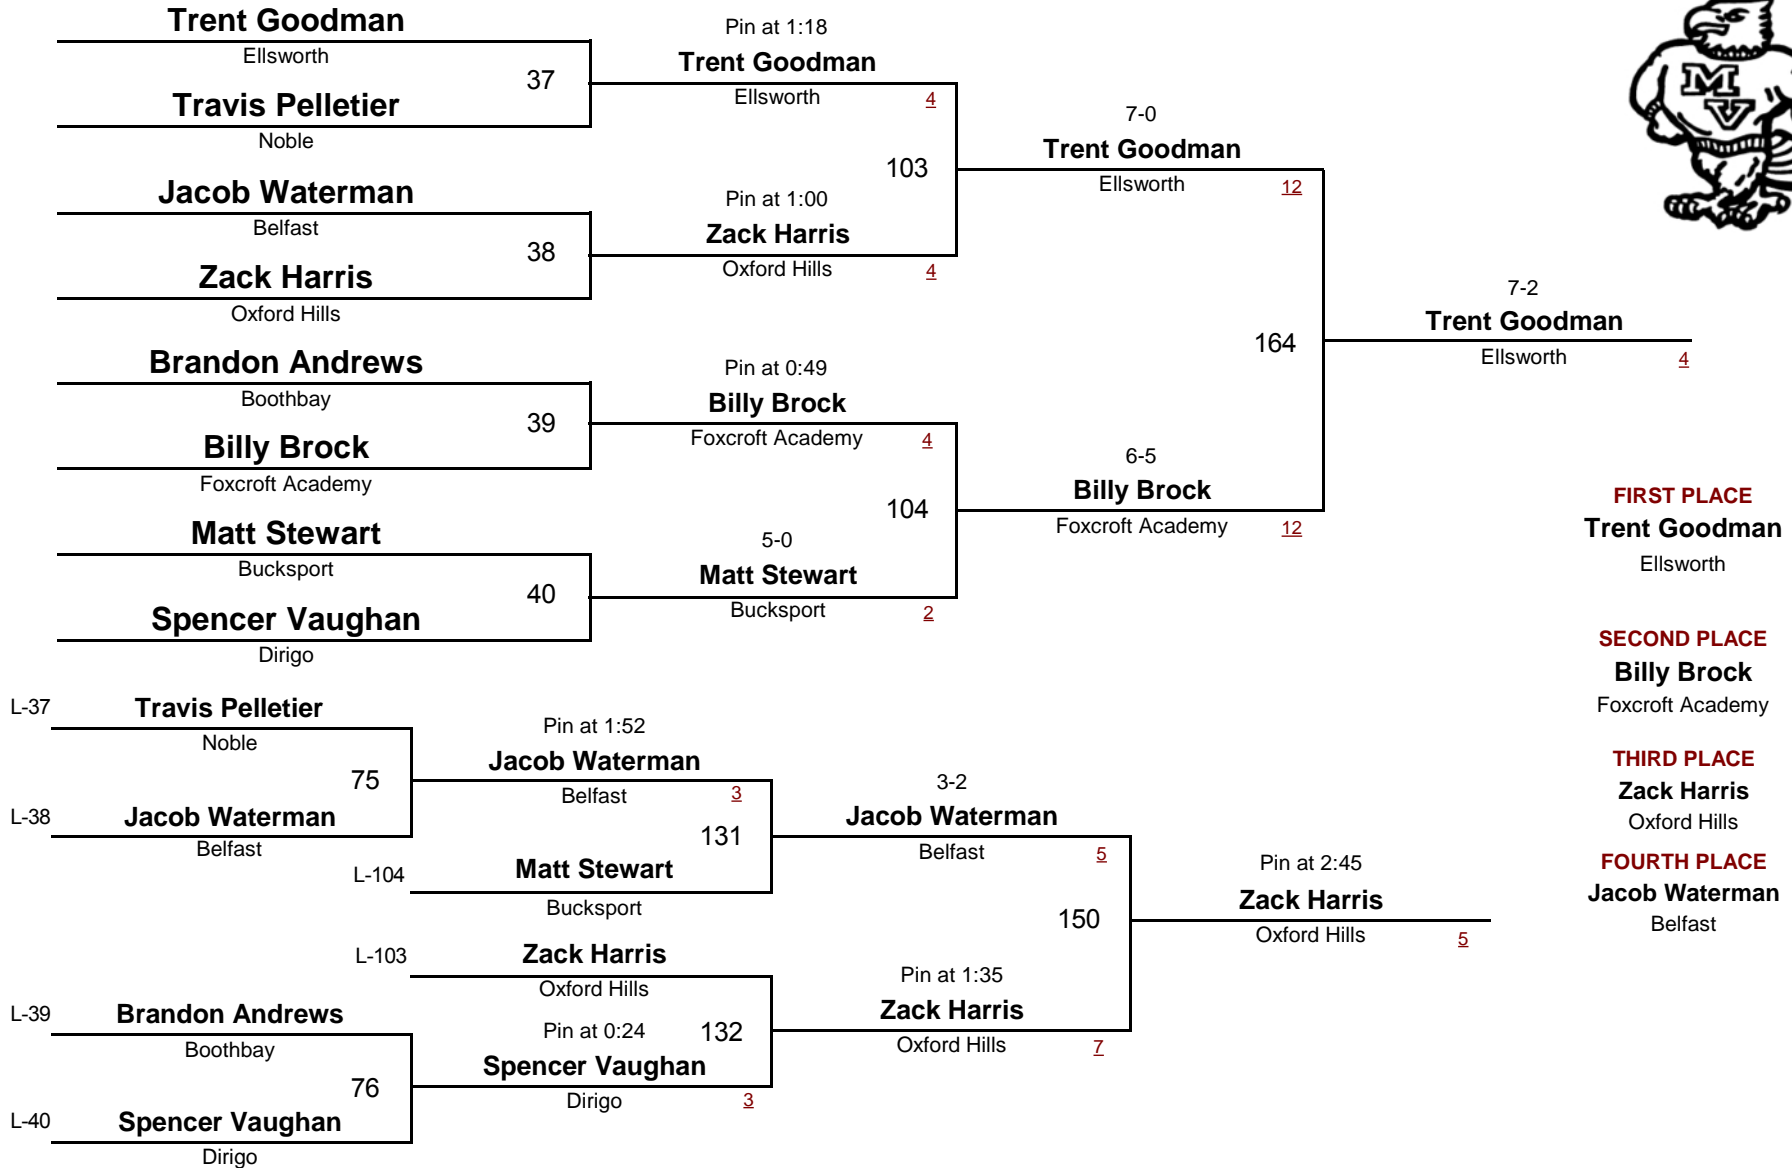 Trent Goodman
Ellsworth
37
Travis Pelletier
Noble
Jacob Waterman
Belfast
38
Zack Harris
Oxford Hills
Brandon Andrews
Boothbay
39
Billy Brock
Foxcroft Academy
Matt Stewart
Bucksport
40
Spencer Vaughan
Dirigo
Pin at 1:18
Trent Goodman
Ellsworth 4
103
Pin at 1:00
Zack Harris
Oxford Hills 4
Pin at 0:49
Billy Brock
Foxcroft Academy 4
104
5-0
Matt Stewart
Bucksport 2
7-0
Trent Goodman
Ellsworth 12
164
6-5
Billy Brock
Foxcroft Academy 12
7-2
Trent Goodman
Ellsworth 4
M
V
FIRST PLACE
Trent Goodman
Ellsworth
SECOND PLACE
Billy Brock
Foxcroft Academy
THIRD PLACE
Zack Harris
Oxford Hills
FOURTH PLACE
Jacob Waterman
Belfast
L-37 Travis Pelletier
Noble
75
L-38 Jacob Waterman
Belfast
Pin at 1:52
Jacob Waterman
Belfast 3
131
L-104 Matt Stewart
Bucksport
L-103 Zack Harris
Oxford Hills
132
L-39 Brandon Andrews
Boothbay
76
L-40 Spencer Vaughan
Dirigo
Pin at 0:24
Spencer Vaughan
Dirigo 3
3-2
Jacob Waterman
Belfast 5
150
Pin at 1:35
Zack Harris
Oxford Hills 7
Pin at 2:45
Zack Harris
Oxford Hills 5